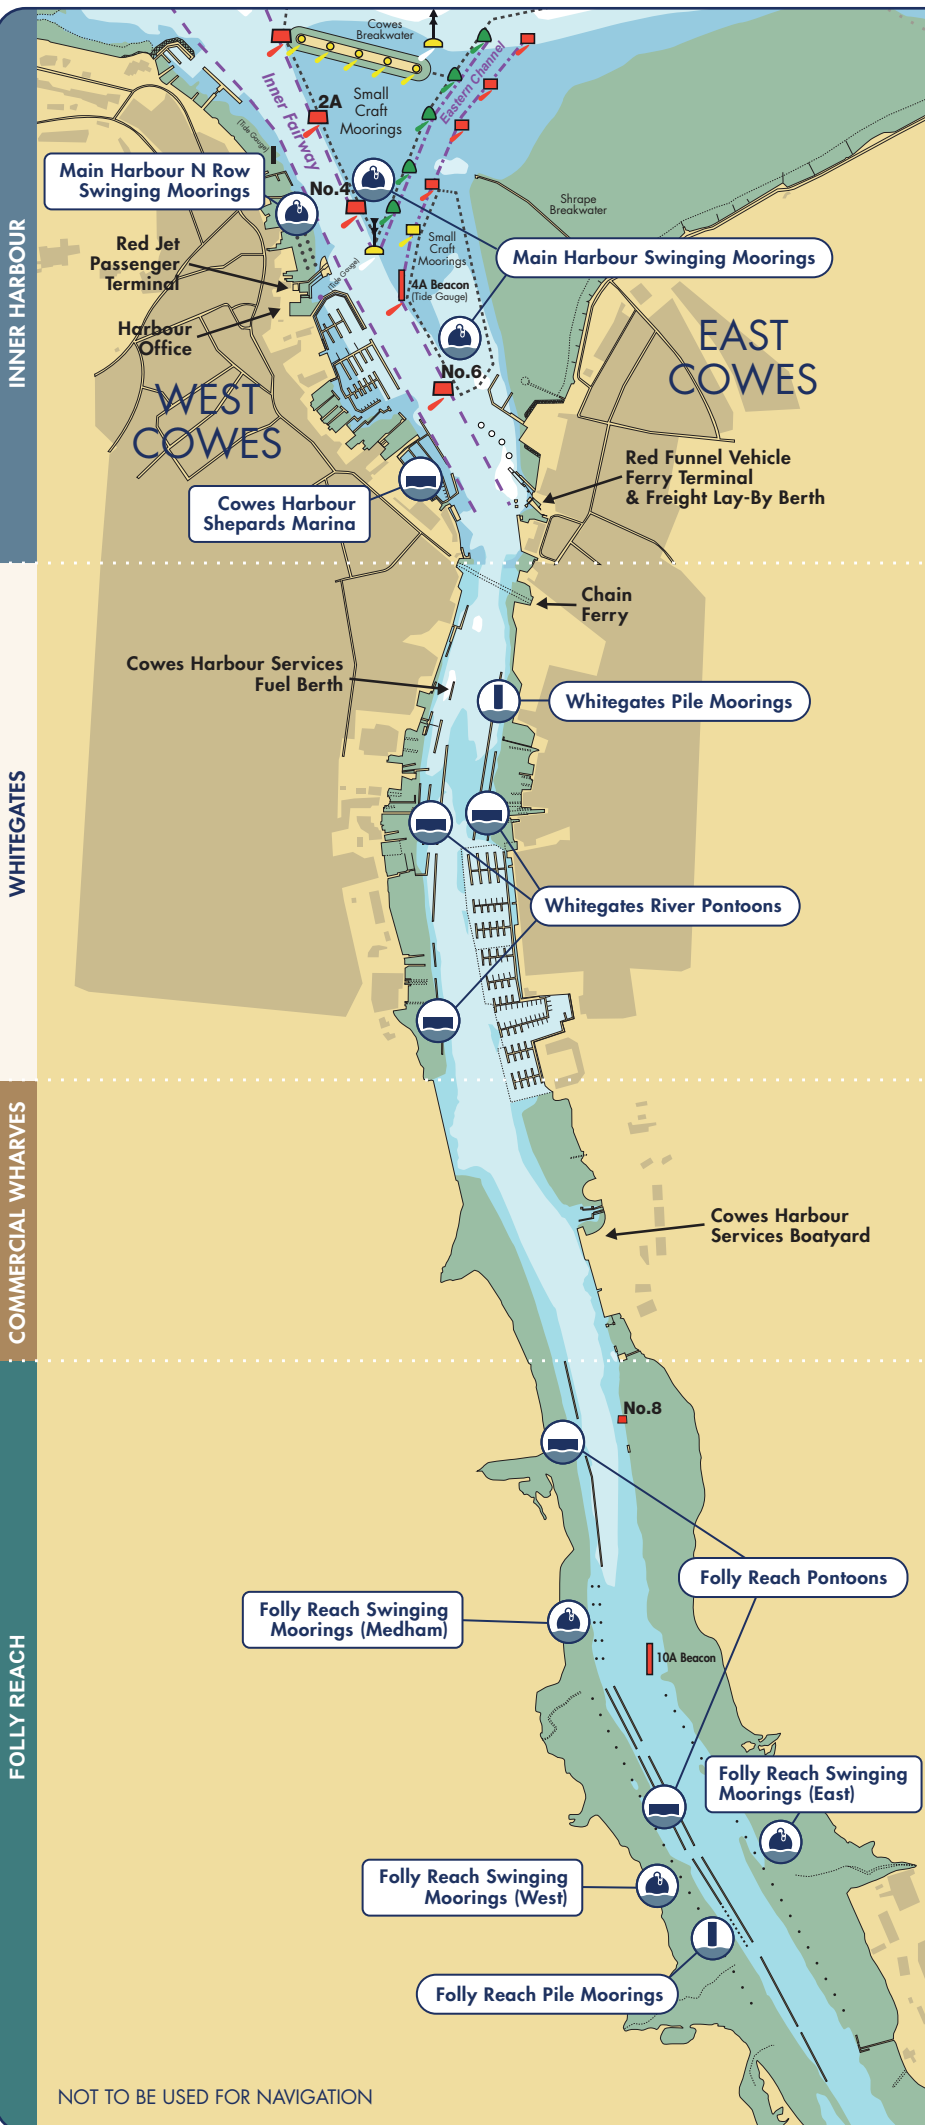 Cowes
Breakwater
Eastern Channel
Inner Fairway
2A
Small
Craft
Moorings
(Tide Gauge)
Main Harbour N Row
Swinging Moorings
No.4
Shrape
Breakwater
Small
Craft
Moorings
Main Harbour Swinging Moorings
Red Jet
Passenger
Terminal
(Tide Gauge)
4A Beacon
(Tide Gauge)
Harbour
Office
INNER HARBOUR
EAST
COWES
WEST
COWES
No.6
Red Funnel Vehicle
Ferry Terminal
& Freight Lay-By Berth
Cowes Harbour
Shepards Marina
Chain
Ferry
Cowes Harbour Services
Fuel Berth
Whitegates Pile Moorings
WHITEGATES
Whitegates River Pontoons
COMMERCIAL WHARVES
Cowes Harbour
Services Boatyard
No.8
Folly Reach Pontoons
Folly Reach Swinging
Moorings (Medham)
10A Beacon
FOLLY REACH
Folly Reach Swinging
Moorings (East)
Folly Reach Swinging
Moorings (West)
Folly Reach Pile Moorings
NOT TO BE USED FOR NAVIGATION